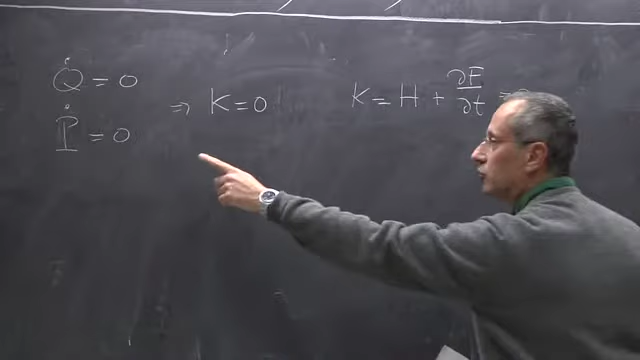 Q̇ = 0
Ṗ = 0
⇒ K = 0
K = H + ∂F/∂t =